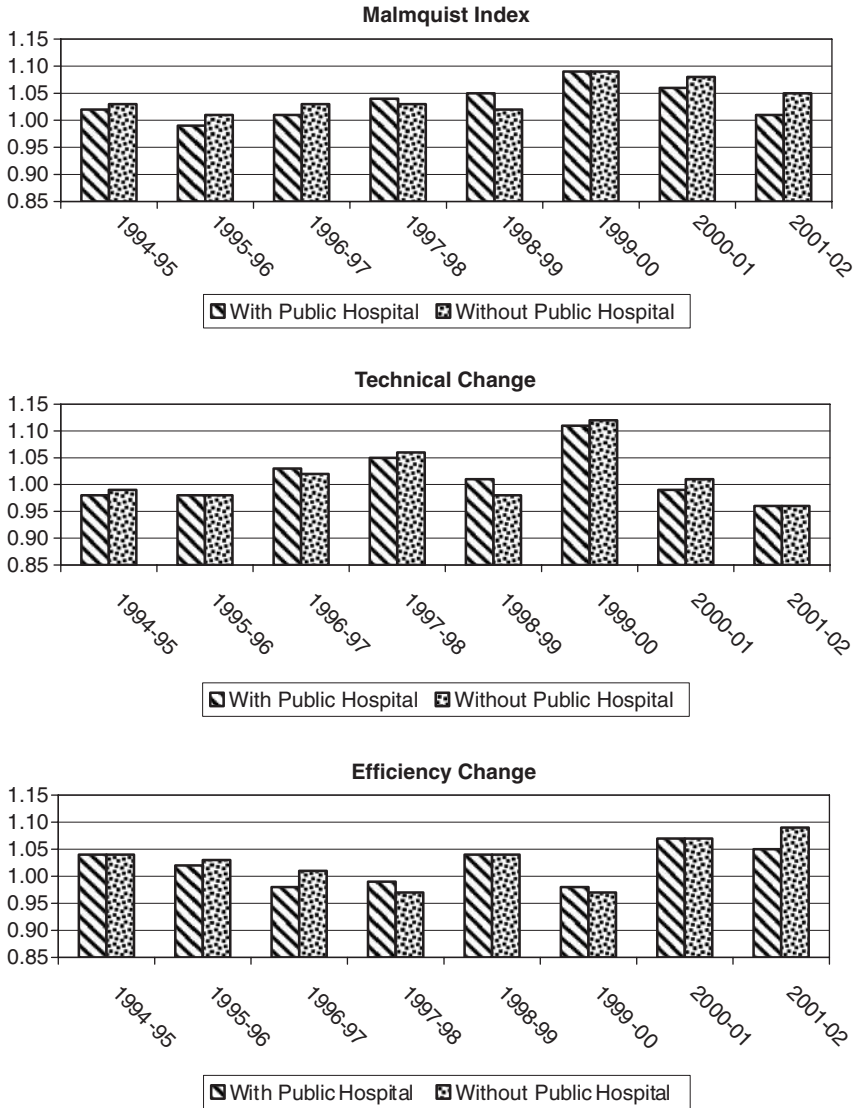 Malmquist Index
1.15
1.10
1.05
1.00
0.95
0.90
0.85
1994-95 1995-96 1996-97 1997-98 1998-99 1999-00 2000-01 2001-02
With Public Hospital Without Public Hospital
Technical Change
1.15
1.10
1.05
1.00
0.95
0.90
0.85
1994-95 1995-96 1996-97 1997-98 1998-99 1999-00 2000-01 2001-02
With Public Hospital Without Public Hospital
Efficiency Change
1.15
1.10
1.05
1.00
0.95
0.90
0.85
1994-95 1995-96 1996-97 1997-98 1998-99 1999-00 2000-01 2001-02
With Public Hospital Without Public Hospital